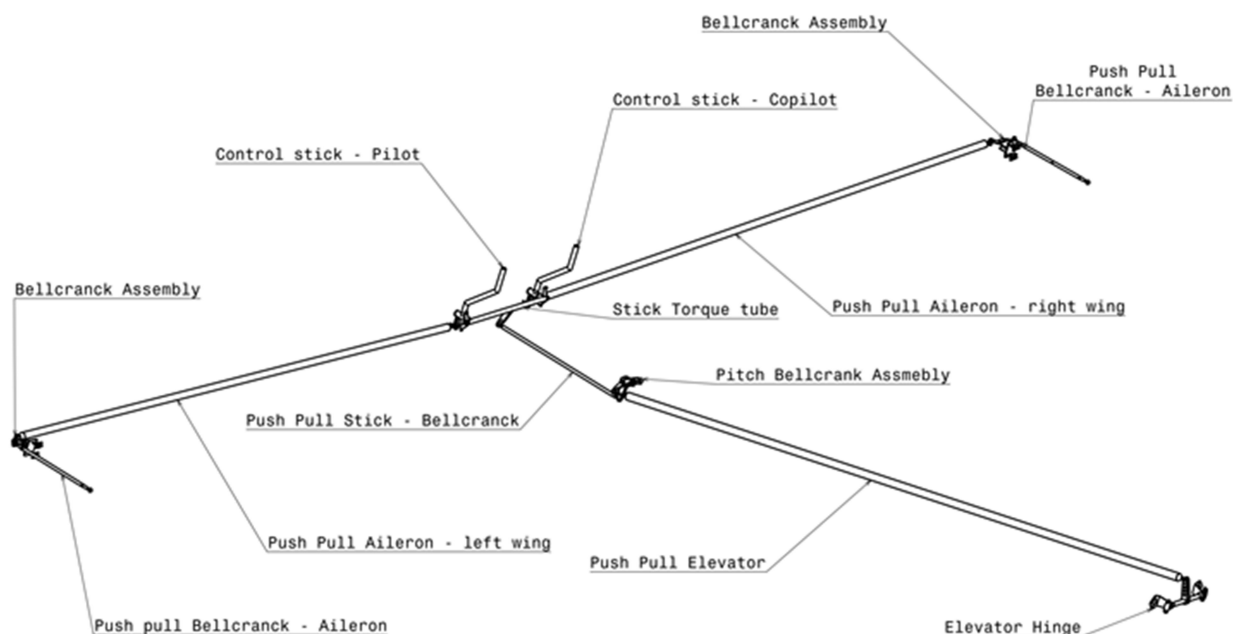 Bellcranck Assembly
Push Pull
Bellcranck - Aileron
Control stick - Copilot
Control stick - Pilot
Bellcranck Assembly
Stick Torque tube
Push Pull Aileron - right wing
Pitch Bellcrank Assmebly
Push Pull Stick - Bellcranck
Push Pull Aileron - left wing
Push Pull Elevator
Push pull Bellcranck - Aileron
Elevator Hinge